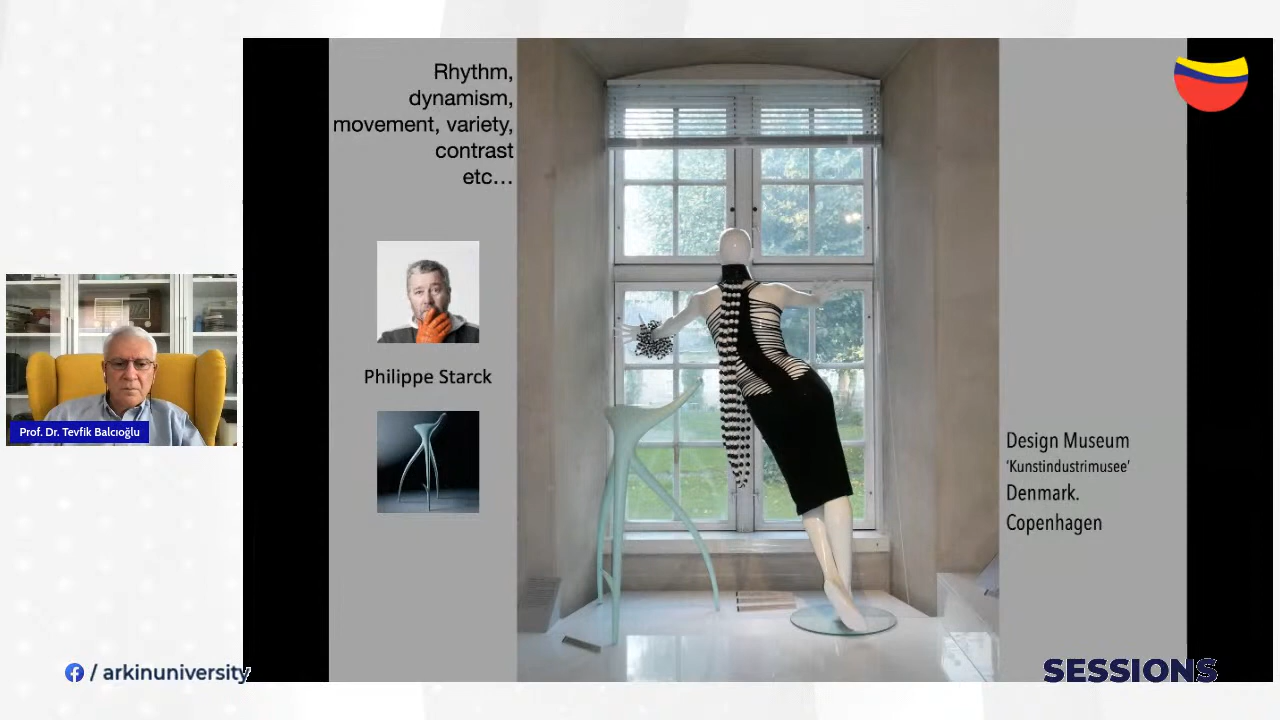 Rhythm,
dynamism,
movement, variety,
contrast
etc...
Philippe Starck
Prof. Dr. Tevfik Balcıoğlu
Design Museum
'Kunstindustrimusee'
Denmark.
Copenhagen
/ arkinuniversity
SESSIONS